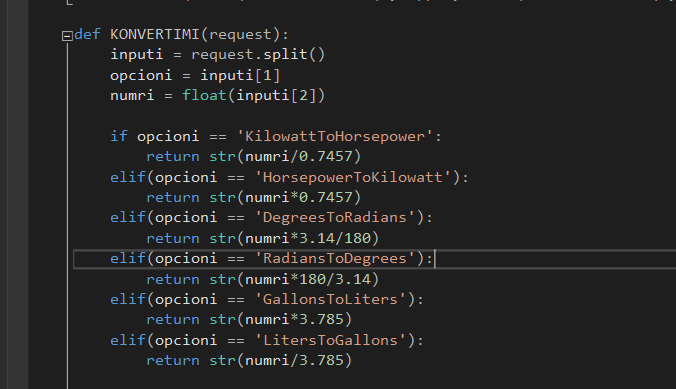 def KONVERTIMI(request):
    inputi = request.split()
    opcioni = inputi[1]
    numri = float(inputi[2])

    if opcioni == 'KilowattToHorsepower':
        return str(numri/0.7457)
    elif(opcioni == 'HorsepowerToKilowatt'):
        return str(numri*0.7457)
    elif(opcioni == 'DegreesToRadians'):
        return str(numri*3.14/180)
    elif(opcioni == 'RadiansToDegrees'):
        return str(numri*180/3.14)
    elif(opcioni == 'GallonsToLiters'):
        return str(numri*3.785)
    elif(opcioni == 'LitersToGallons'):
        return str(numri/3.785)